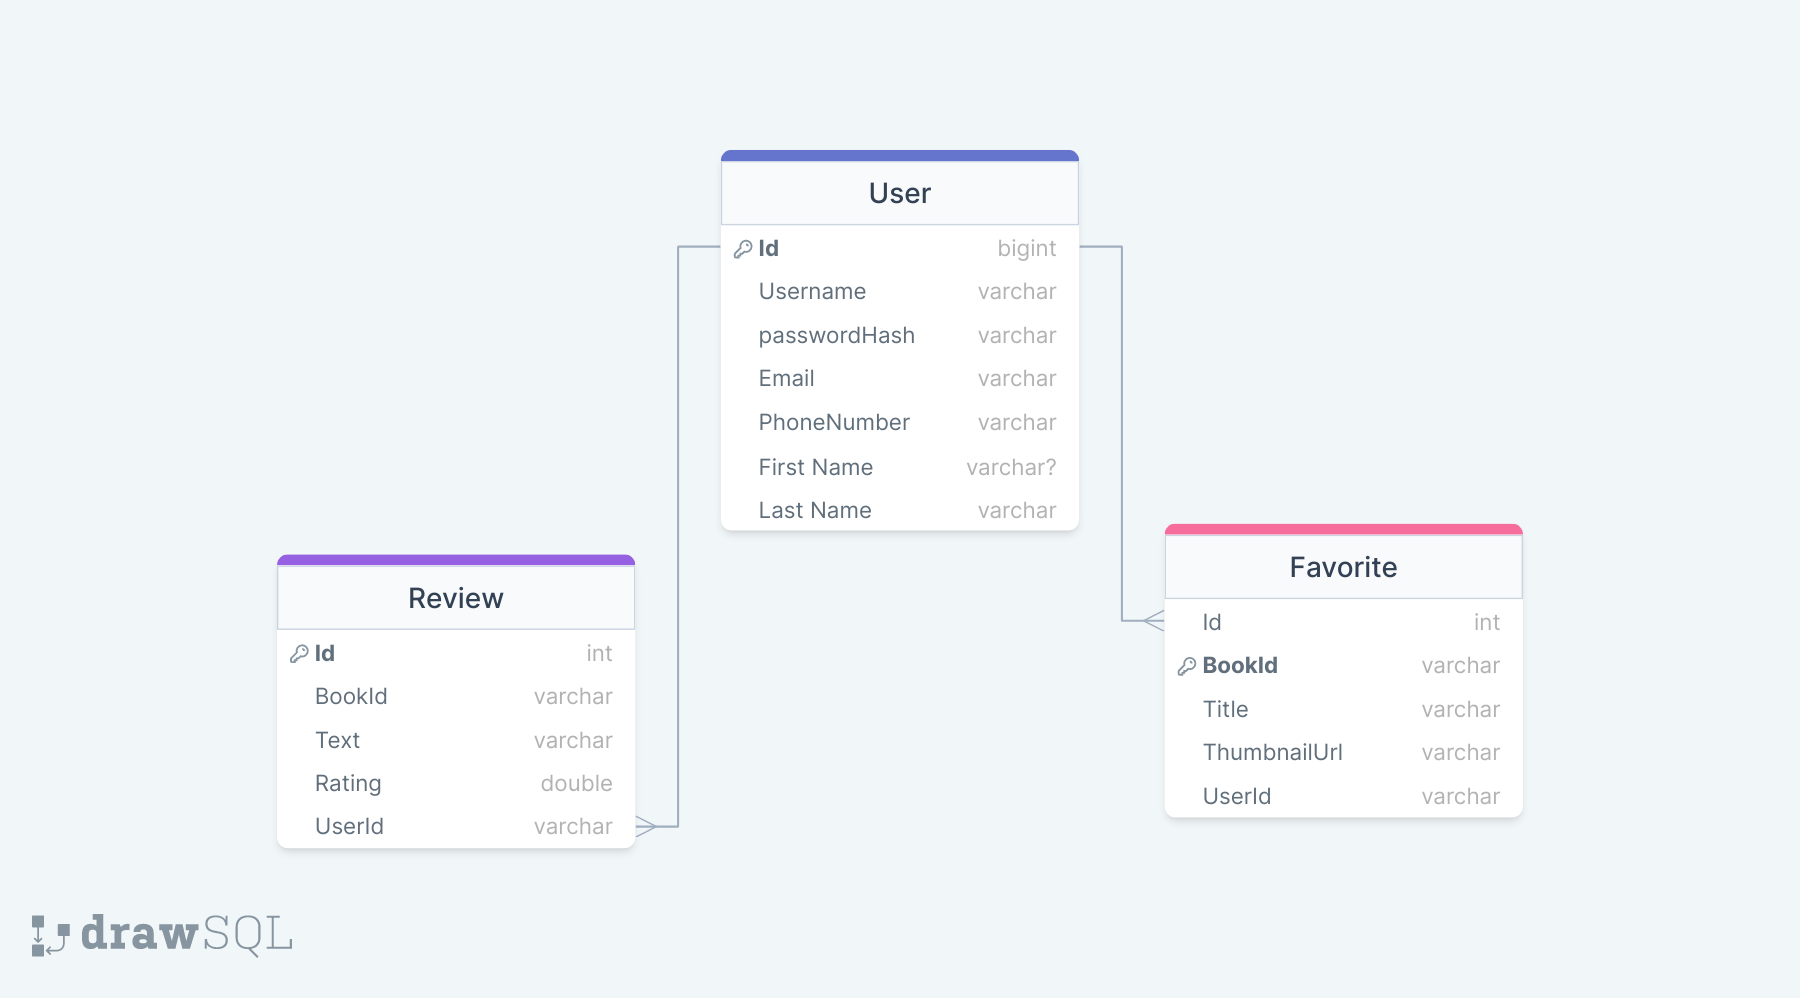 User
Id bigint
Username varchar
passwordHash varchar
Email varchar
PhoneNumber varchar
First Name varchar?
Last Name varchar
Review
Id int
BookId varchar
Text varchar
Rating double
UserId varchar
Favorite
Id int
BookId varchar
Title varchar
ThumbnailUrl varchar
UserId varchar
drawSQL